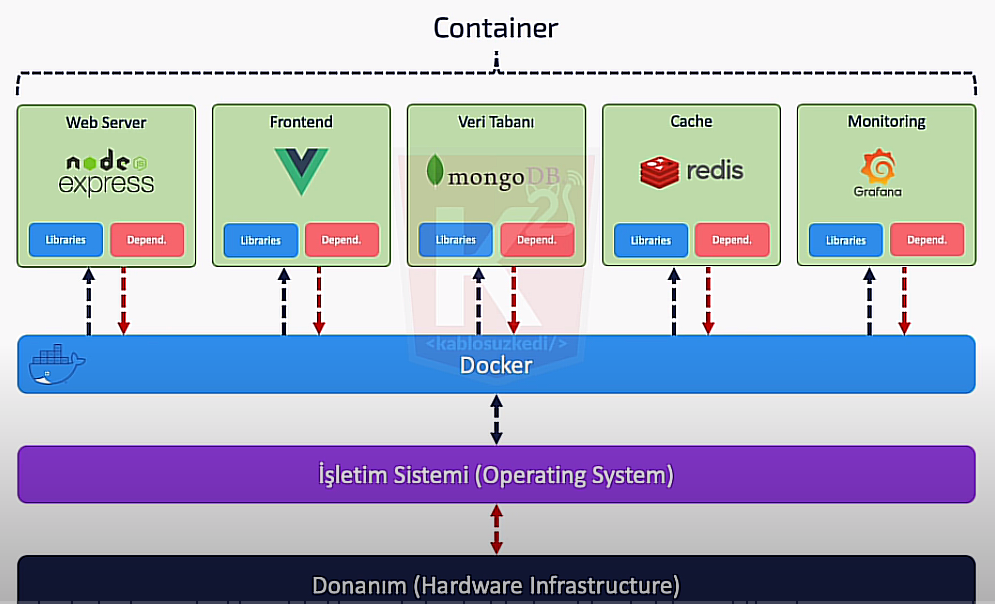 Container
Web Server
node JS
express
Libraries
Depend.
Frontend
Libraries
Depend.
Veri Tabanı
mongoDB
Libraries
Depend.
Cache
redis
Libraries
Depend.
Monitoring
Grafana
Libraries
Depend.
<kablosuzkedi/>
Docker
İşletim Sistemi (Operating System)
Donanım (Hardware Infrastructure)